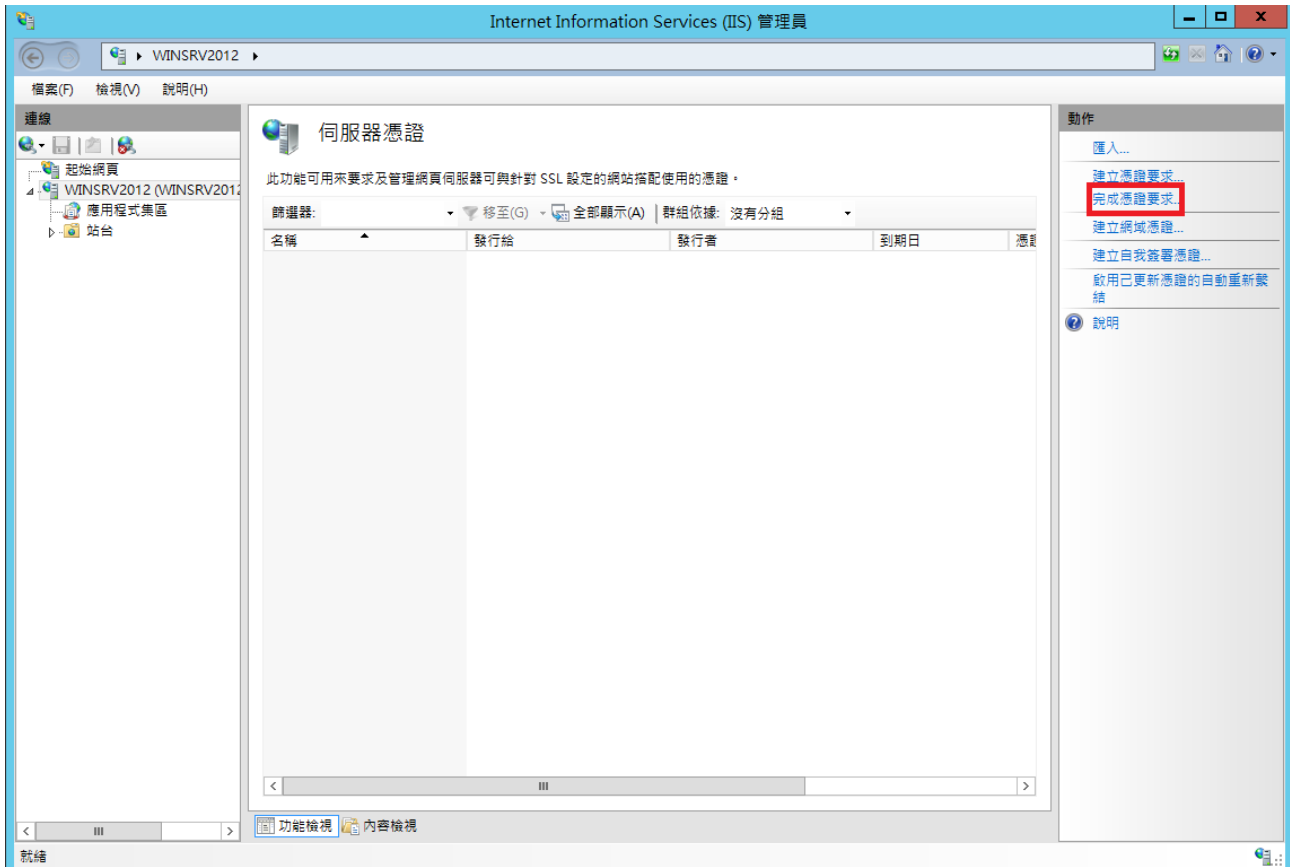 Internet Information Services (IIS) 管理員
WINSRV2012
檔案(F) 檢視(V) 說明(H)
連線
起始網頁
WINSRV2012 (WINSRV2012
應用程式集區
站台
伺服器憑證
此功能可用來要求及管理網頁伺服器可與針對 SSL 設定的網站搭配使用的憑證。
篩選器: 移至(G) 全部顯示(A) 群組依據: 沒有分組
名稱 發行給 發行者 到期日 憑證
功能檢視 內容檢視
動作
匯入...
建立憑證要求...
完成憑證要求...
建立網域憑證...
建立自我簽署憑證...
啟用已更新憑證的自動重新繫
結
說明
就緒